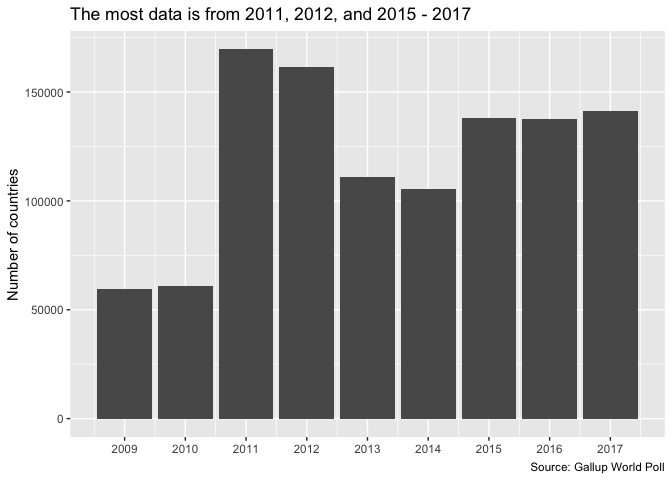 The most data is from 2011, 2012, and 2015 - 2017
Number of countries
150000
100000
50000
0
2009 2010 2011 2012 2013 2014 2015 2016 2017
Source: Gallup World Poll